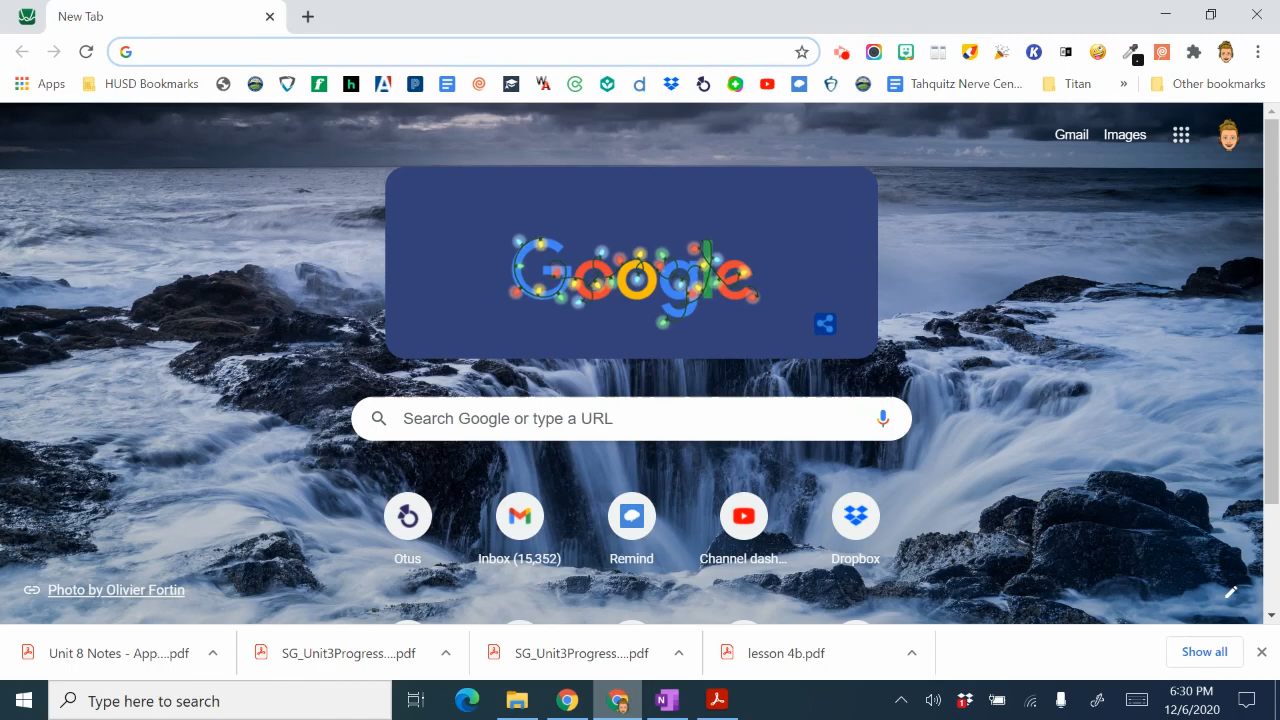 New Tab
Apps HUSD Bookmarks Tahquitz Nerve Cen... Titan » Other bookmarks
Gmail Images
Google
Search Google or type a URL
Otus Inbox (15,352) Remind Channel dash... Dropbox
Photo by Olivier Fortin
Unit 8 Notes - App....pdf SG_Unit3Progress....pdf SG_Unit3Progress....pdf lesson 4b.pdf Show all
Type here to search
6:30 PM
12/6/2020